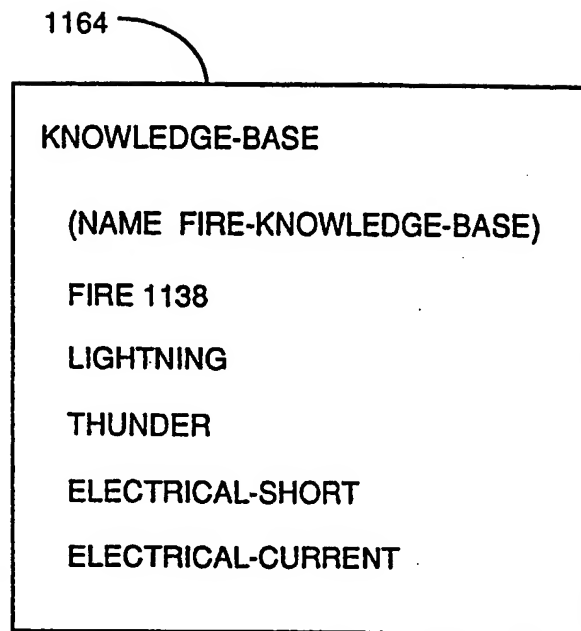 1164
KNOWLEDGE-BASE
(NAME FIRE-KNOWLEDGE-BASE)
FIRE 1138
LIGHTNING
THUNDER
ELECTRICAL-SHORT
ELECTRICAL-CURRENT